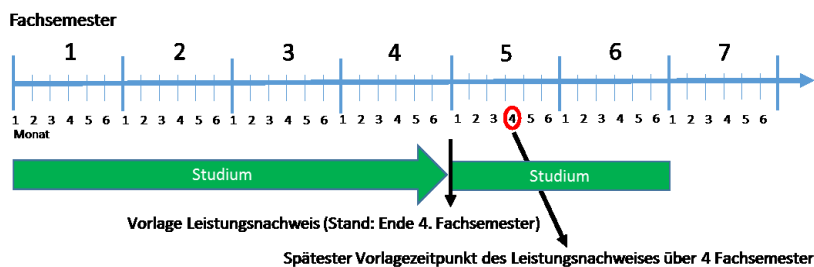 Fachsemester
1 2 3 4 5 6 7
1 2 3 4 5 6 1 2 3 4 5 6 1 2 3 4 5 6 1 2 3 4 5 6 1 2 3 4 5 6 1 2 3 4 5 6 1 2 3 4 5 6
Monat
Studium Studium
Vorlage Leistungsnachweis (Stand: Ende 4. Fachsemester)
Spätester Vorlagezeitpunkt des Leistungsnachweises über 4 Fachsemester